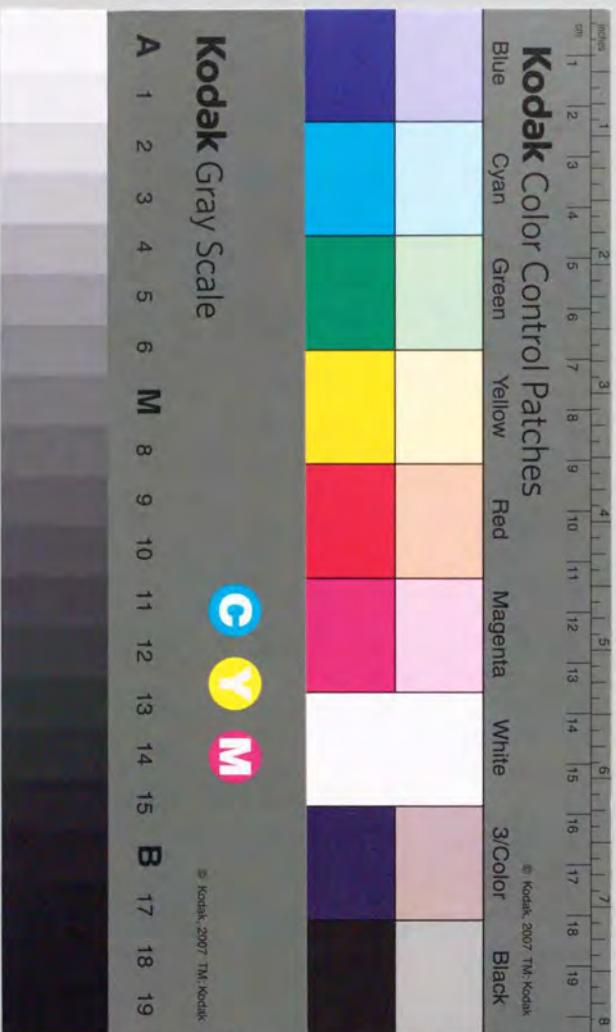 inches 1 2 3 4 5 6 7 8
cm 1 2 3 4 5 6 7 8 9 10 11 12 13 14 15 16 17 18 19
Kodak Color Control Patches
© Kodak, 2007 TM: Kodak
Blue Cyan Green Yellow Red Magenta White 3/Color Black
Kodak Gray Scale
C Y M
© Kodak, 2007 TM: Kodak
A 1 2 3 4 5 6 M 8 9 10 11 12 13 14 15 B 17 18 19